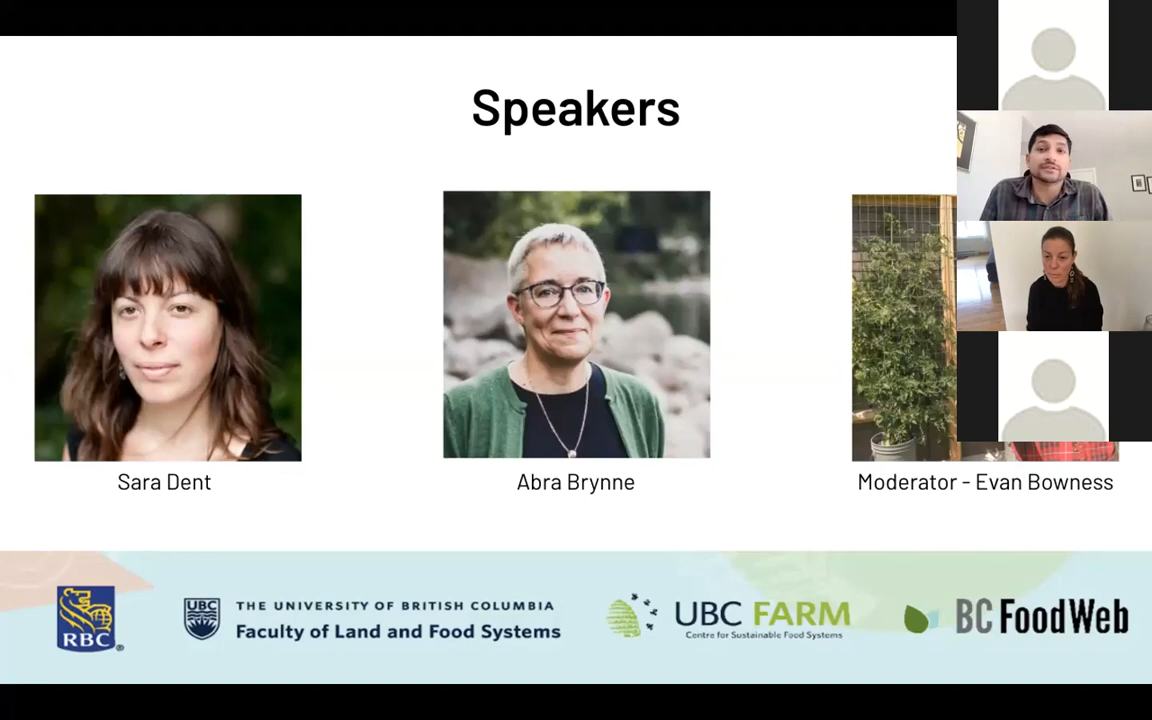 Speakers
Sara Dent
Abra Brynne
Moderator - Evan Bowness
RBC®
UBC
THE UNIVERSITY OF BRITISH COLUMBIA
Faculty of Land and Food Systems
UBC FARM
Centre for Sustainable Food Systems
BC FoodWeb